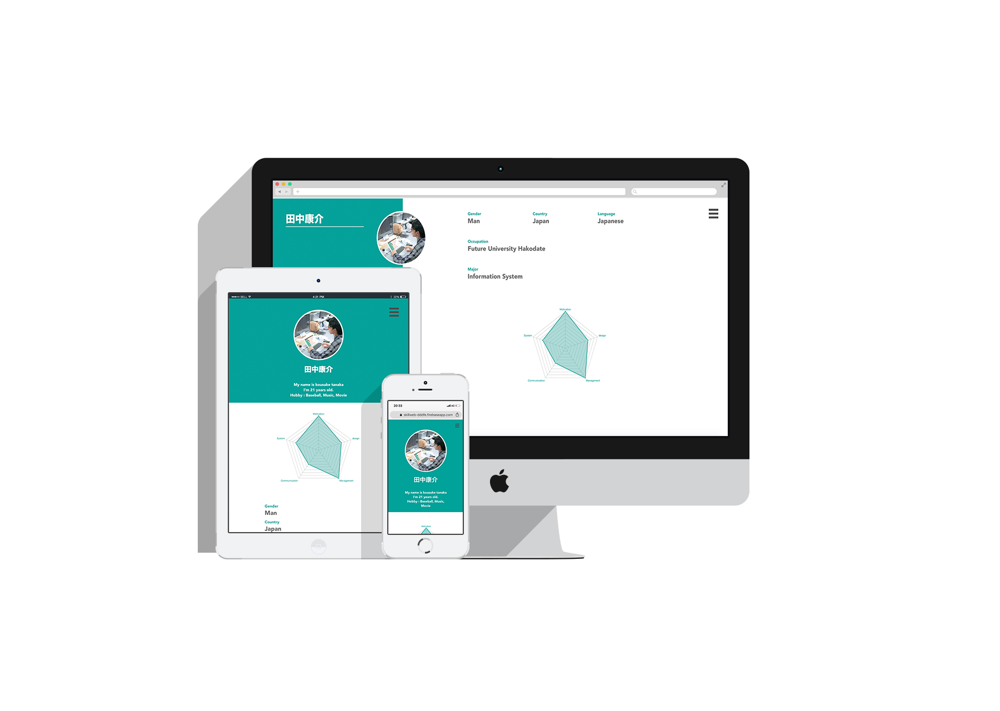 田中康介
Gender
Man
Country
Japan
Language
Japanese
Occupation
Future University Hakodate
Major
Information System
Motivation
System
design
Communication
Management
BELL
4:21 PM
22%
田中康介
My name is kousuke tanaka
I'm 21 years old.
Hobby : Baseball, Music, Movie
Motivation
System
design
Communication
Management
Gender
Man
Country
Japan
20:33
4G
skillweb-dddfe.firebaseapp.com
田中康介
My name is kousuke tanaka
I'm 21 years old.
Hobby : Baseball, Music,
Movie
Motivation